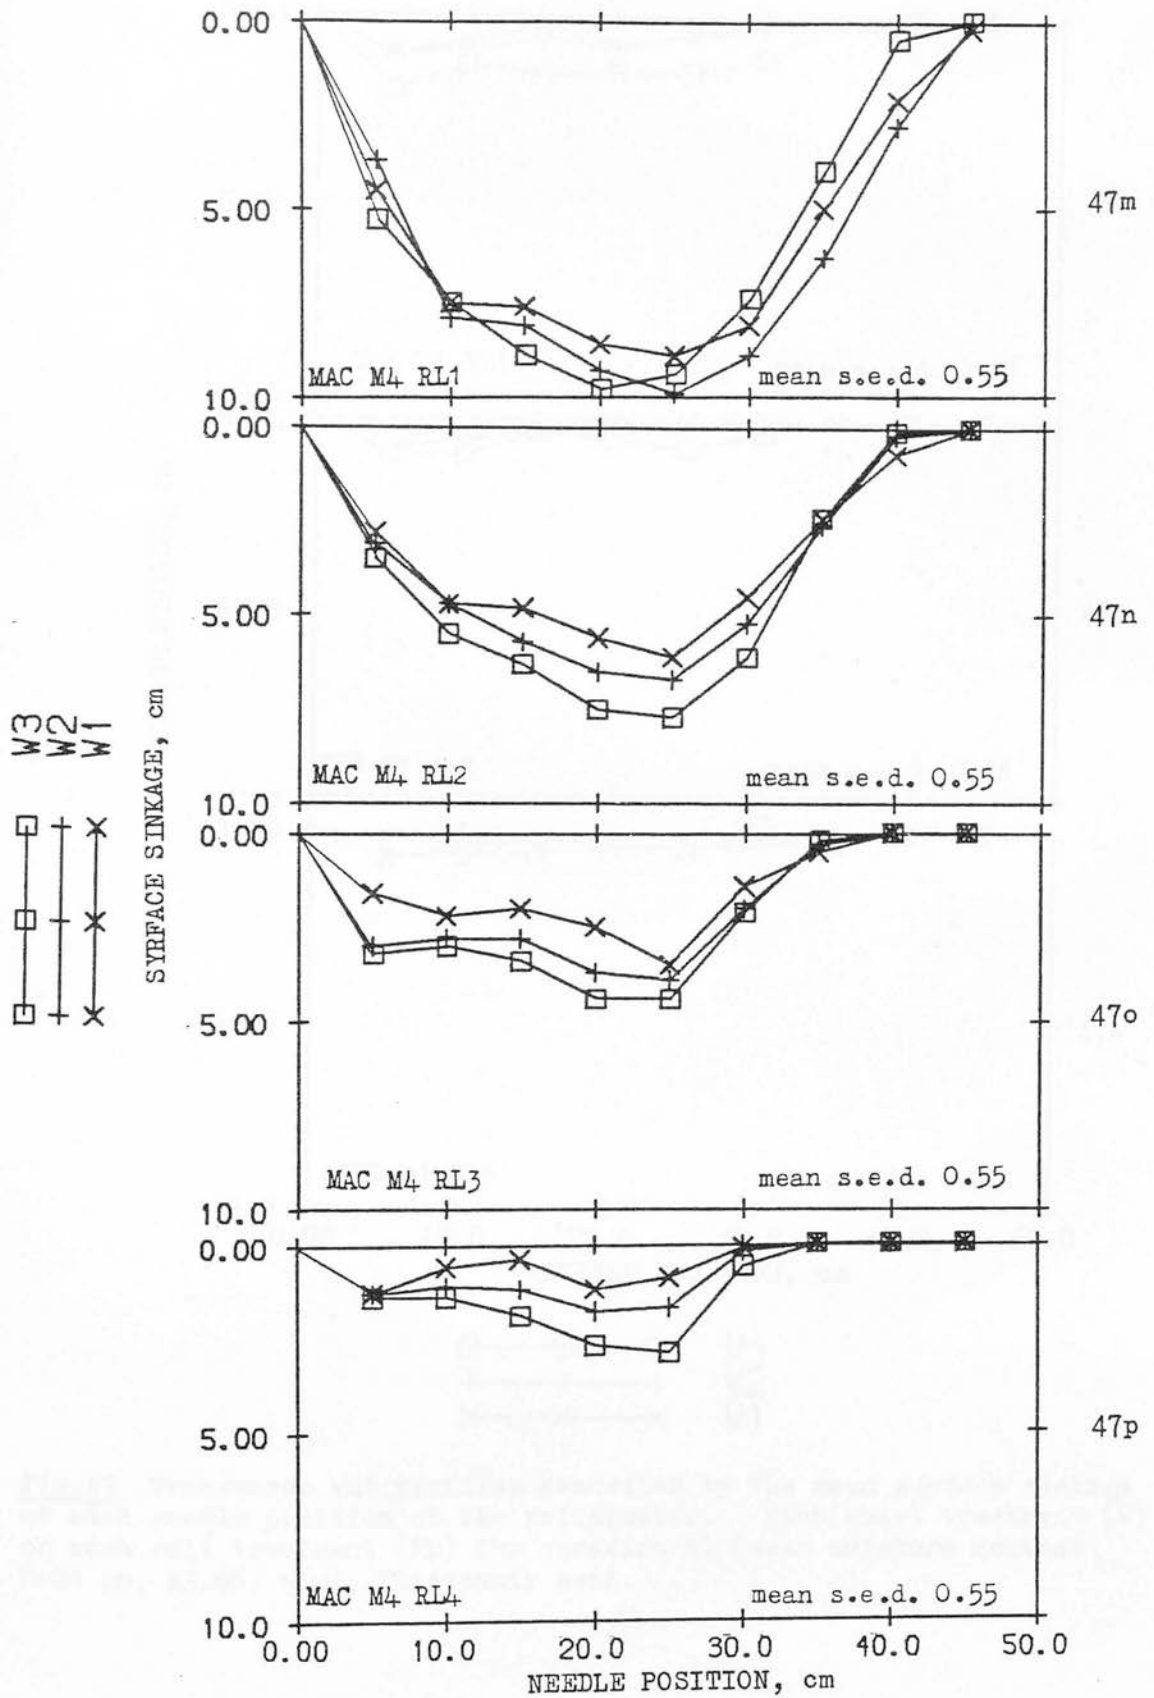 0.00
5.00
47m
MAC M4 RL1
mean s.e.d. 0.55
10.0
0.00
5.00
47n
MAC M4 RL2
mean s.e.d. 0.55
10.0
W3
W2
W1
SYRFACE SINKAGE, cm
0.00
5.00
47o
MAC M4 RL3
mean s.e.d. 0.55
10.0
0.00
5.00
47p
MAC M4 RL4
mean s.e.d. 0.55
10.0
0.00 10.0 20.0 30.0 40.0 50.0
NEEDLE POSITION, cm